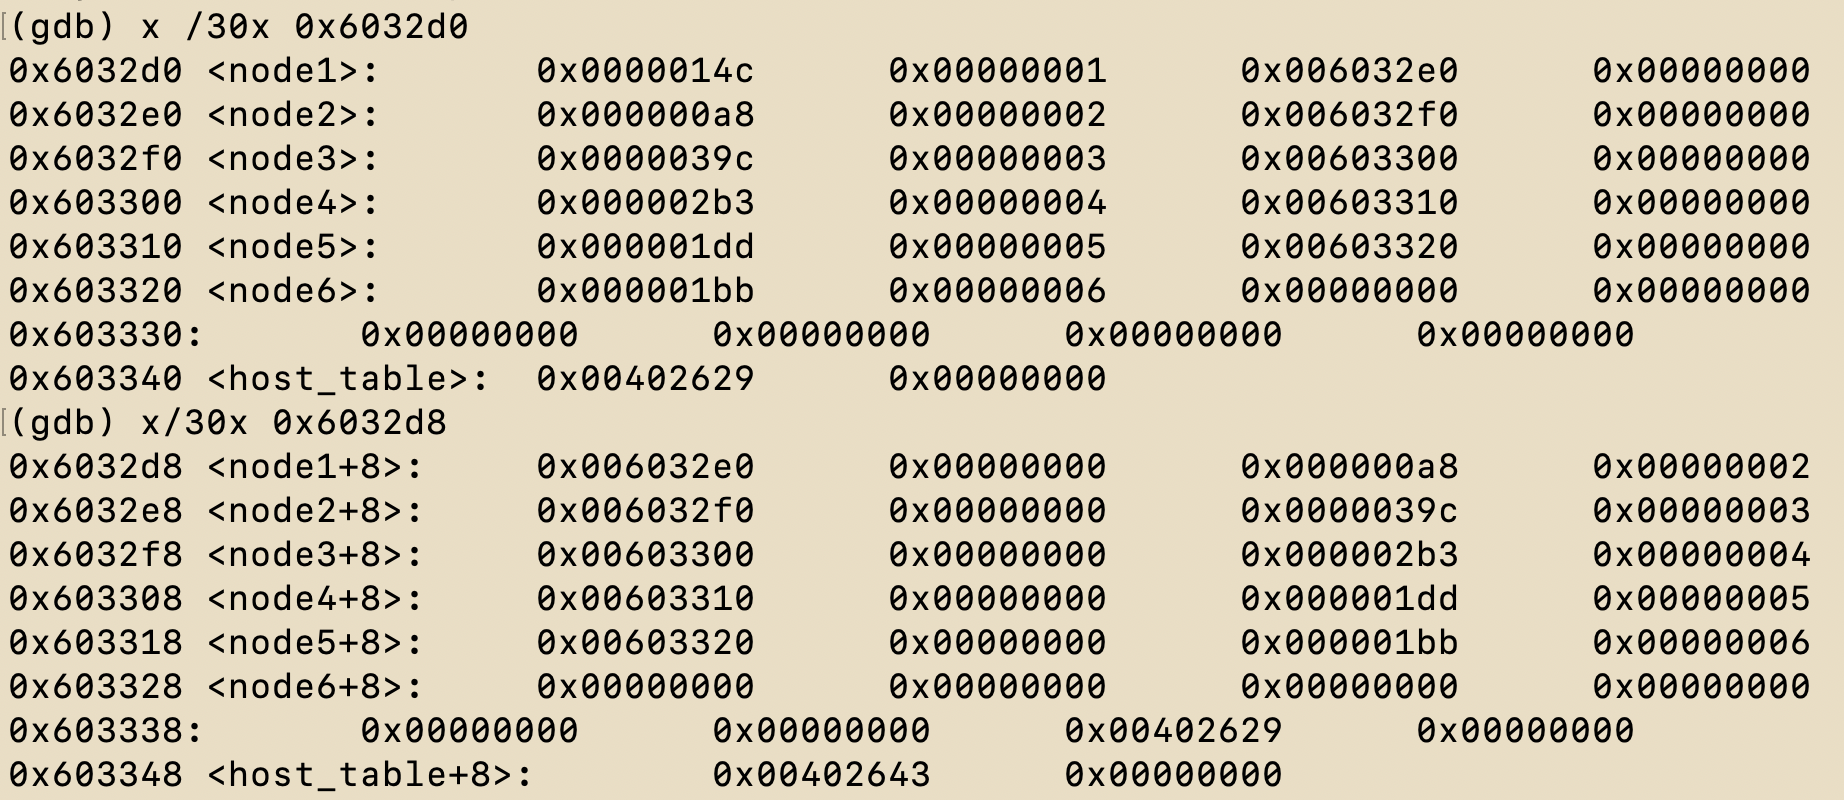 (gdb) x /30x 0x6032d0
0x6032d0 <node1>: 0x0000014c 0x00000001 0x006032e0 0x00000000
0x6032e0 <node2>: 0x000000a8 0x00000002 0x006032f0 0x00000000
0x6032f0 <node3>: 0x0000039c 0x00000003 0x00603300 0x00000000
0x603300 <node4>: 0x000002b3 0x00000004 0x00603310 0x00000000
0x603310 <node5>: 0x000001dd 0x00000005 0x00603320 0x00000000
0x603320 <node6>: 0x000001bb 0x00000006 0x00000000 0x00000000
0x603330: 0x00000000 0x00000000 0x00000000 0x00000000
0x603340 <host_table>: 0x00402629 0x00000000
(gdb) x/30x 0x6032d8
0x6032d8 <node1+8>: 0x006032e0 0x00000000 0x000000a8 0x00000002
0x6032e8 <node2+8>: 0x006032f0 0x00000000 0x0000039c 0x00000003
0x6032f8 <node3+8>: 0x00603300 0x00000000 0x000002b3 0x00000004
0x603308 <node4+8>: 0x00603310 0x00000000 0x000001dd 0x00000005
0x603318 <node5+8>: 0x00603320 0x00000000 0x000001bb 0x00000006
0x603328 <node6+8>: 0x00000000 0x00000000 0x00000000 0x00000000
0x603338: 0x00000000 0x00000000 0x00402629 0x00000000
0x603348 <host_table+8>: 0x00402643 0x00000000